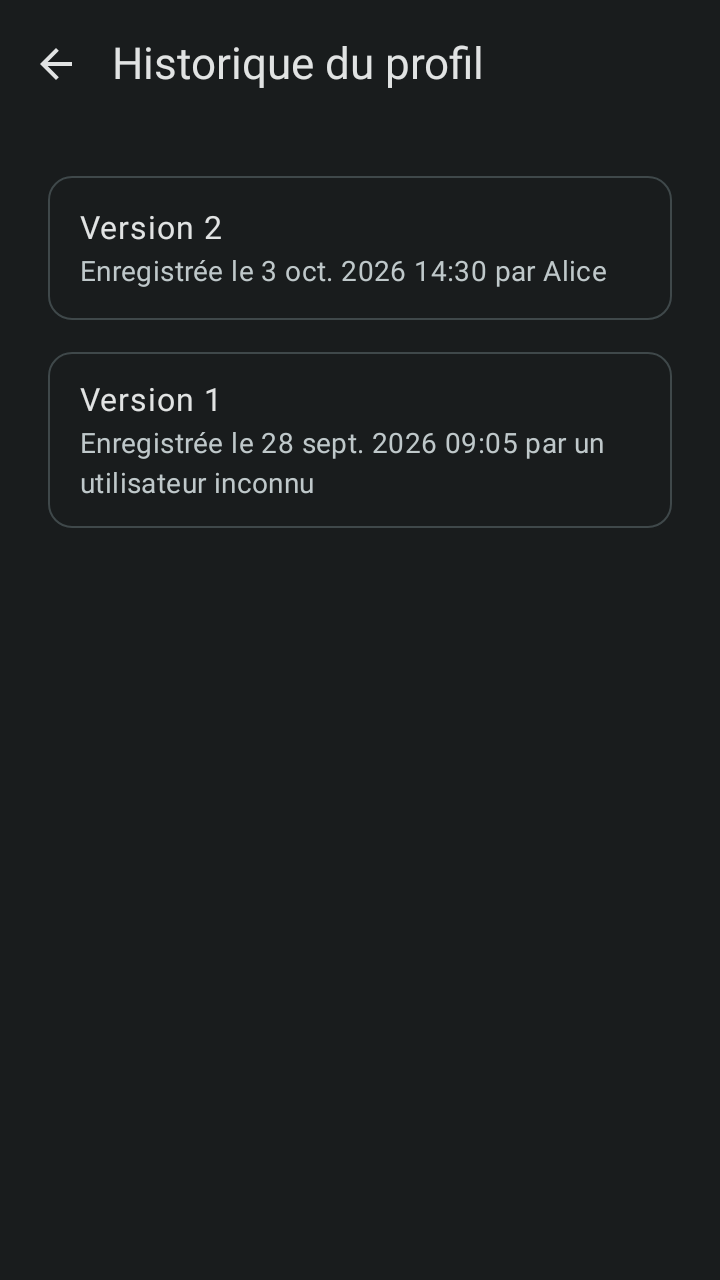 Historique du profil
Version 2
Enregistrée le 3 oct. 2026 14:30 par Alice
Version 1
Enregistrée le 28 sept. 2026 09:05 par un
utilisateur inconnu